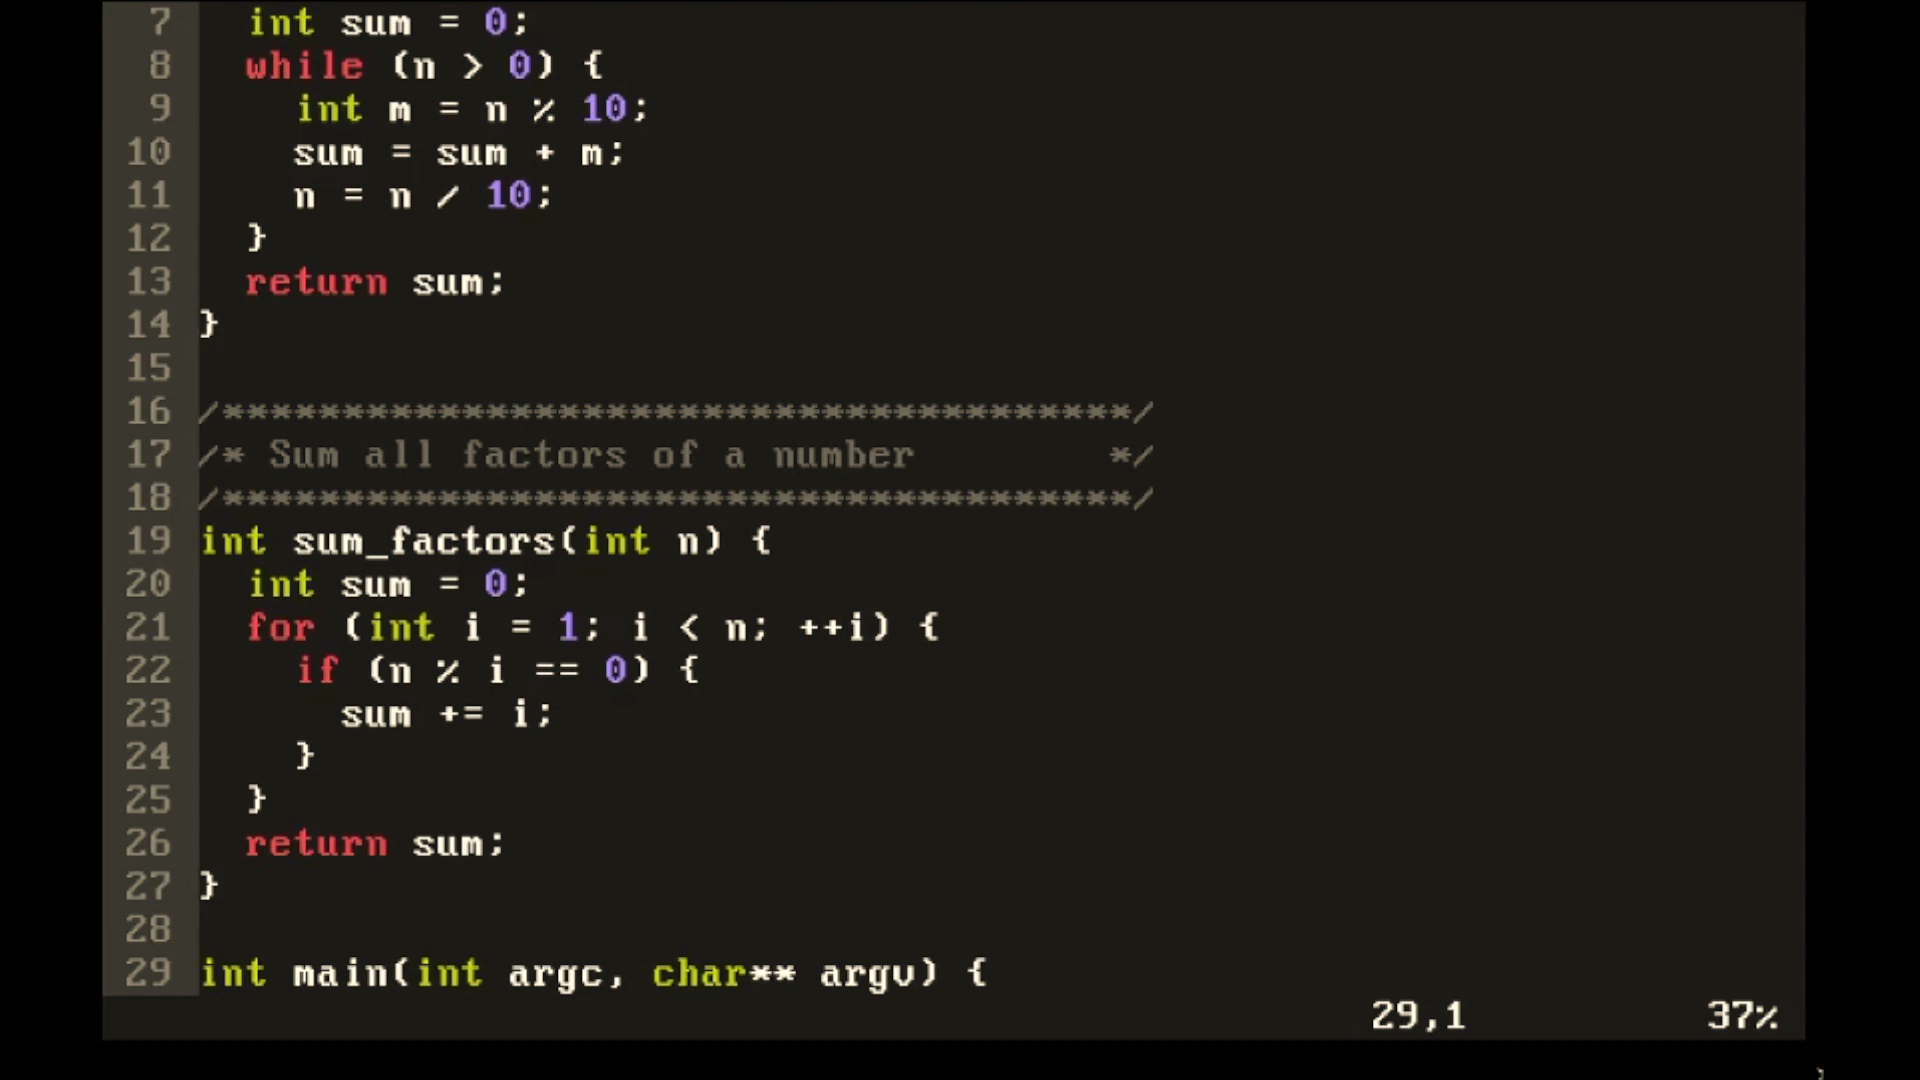 7 int sum = 0;
8 while (n > 0) {
9 int m = n % 10;
10 sum = sum + m;
11 n = n / 10;
12 }
13 return sum;
14 }
15
16 /**************************************/
17 /* Sum all factors of a number */
18 /**************************************/
19 int sum_factors(int n) {
20 int sum = 0;
21 for (int i = 1; i < n; ++i) {
22 if (n % i == 0) {
23 sum += i;
24 }
25 }
26 return sum;
27 }
28
29 int main(int argc, char** argv) {
29,1 37%